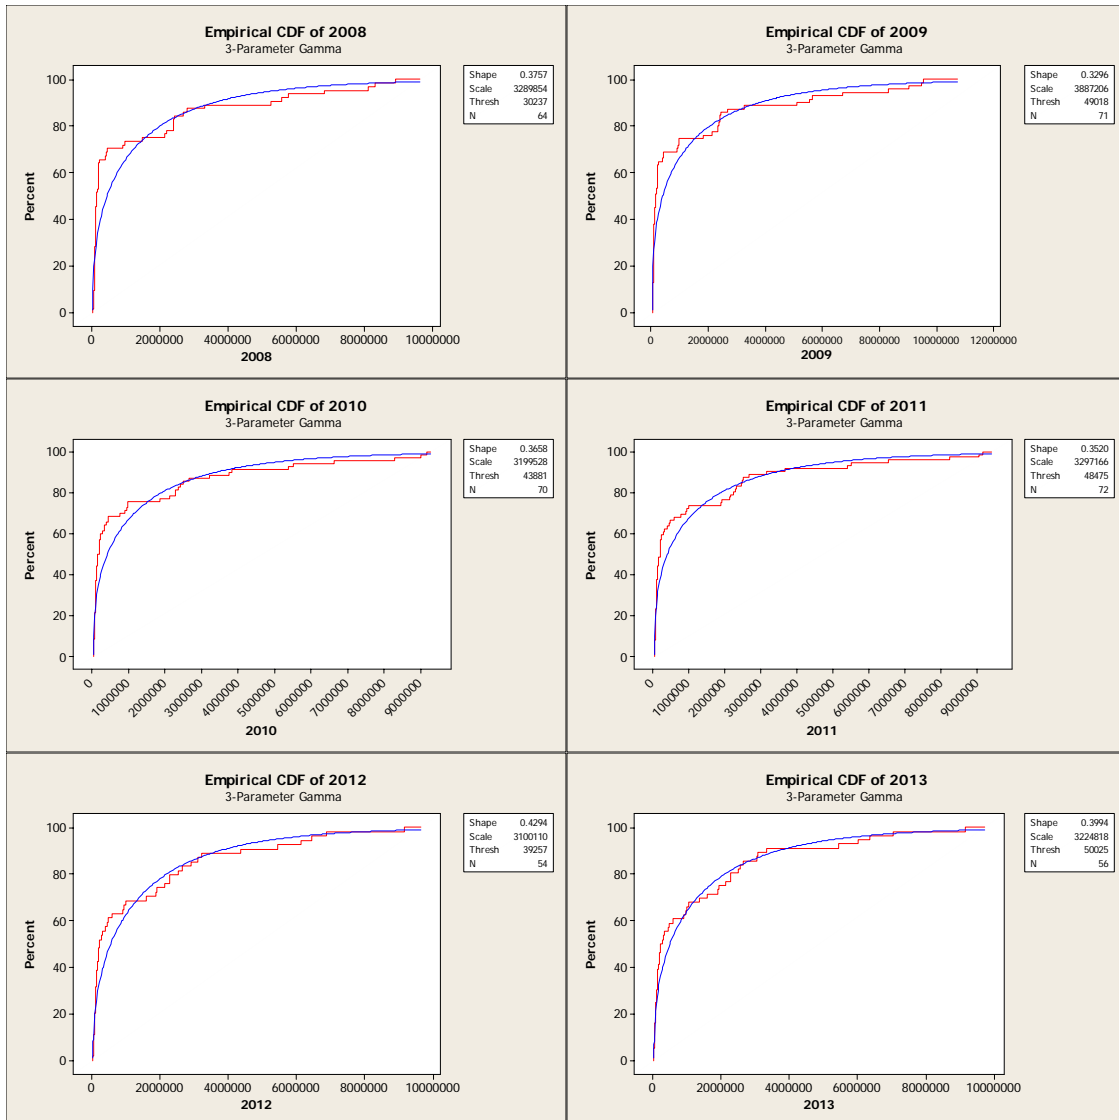 Empirical CDF of 2008
3-Parameter Gamma
Shape 0.3757
Scale 3289854
Thresh 30237
N 64
100
80
60
40
20
0
Percent
0 2000000 4000000 6000000 8000000 10000000
2008
Empirical CDF of 2009
3-Parameter Gamma
Shape 0.3296
Scale 3887206
Thresh 49018
N 71
100
80
60
40
20
0
Percent
0 2000000 4000000 6000000 8000000 10000000 12000000
2009
Empirical CDF of 2010
3-Parameter Gamma
Shape 0.3658
Scale 3199528
Thresh 43881
N 70
100
80
60
40
20
0
Percent
0 1000000 2000000 3000000 4000000 5000000 6000000 7000000 8000000 9000000
2010
Empirical CDF of 2011
3-Parameter Gamma
Shape 0.3520
Scale 3297166
Thresh 48475
N 72
100
80
60
40
20
0
Percent
0 1000000 2000000 3000000 4000000 5000000 6000000 7000000 8000000 9000000
2011
Empirical CDF of 2012
3-Parameter Gamma
Shape 0.4294
Scale 3100110
Thresh 39257
N 54
100
80
60
40
20
0
Percent
0 2000000 4000000 6000000 8000000 10000000
2012
Empirical CDF of 2013
3-Parameter Gamma
Shape 0.3994
Scale 3224818
Thresh 50025
N 56
100
80
60
40
20
0
Percent
0 2000000 4000000 6000000 8000000 10000000
2013